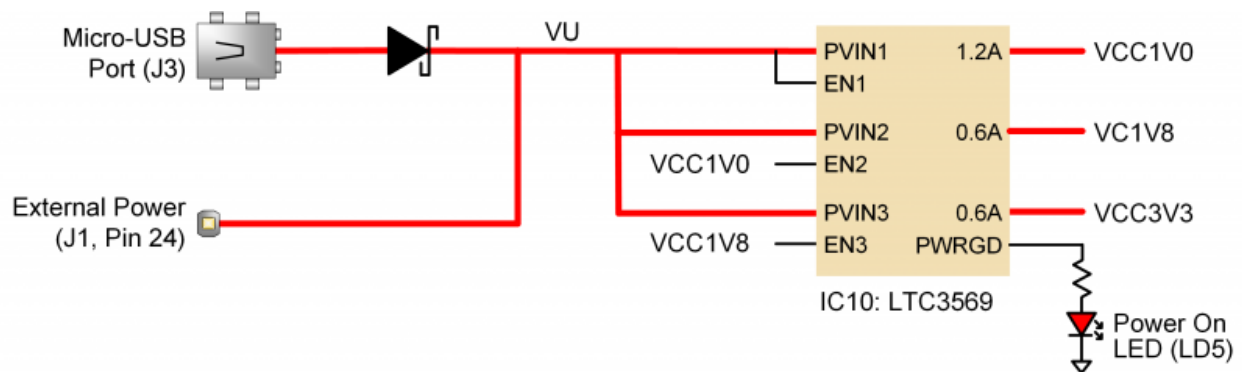 Micro-USB
Port (J3)
VU
External Power
(J1, Pin 24)
VCC1V0
VCC1V8
PVIN1 1.2A
EN1
PVIN2 0.6A
EN2
PVIN3 0.6A
EN3 PWRGD
IC10: LTC3569
VCC1V0
VC1V8
VCC3V3
Power On
LED (LD5)